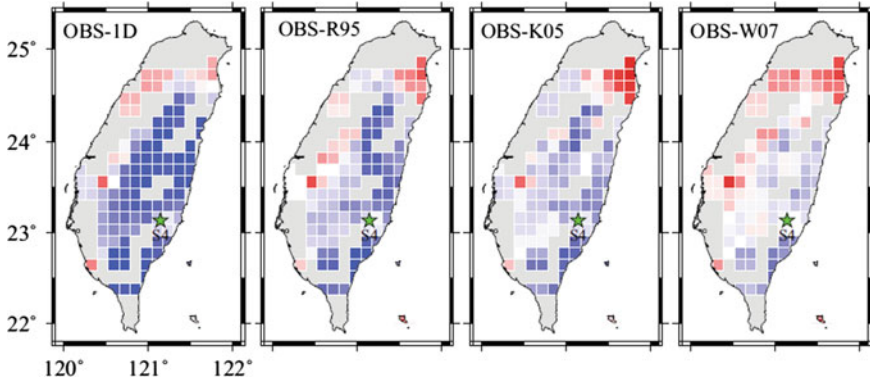 OBS-1D
OBS-R95
OBS-K05
OBS-W07
25°
24°
23°
22°
S4
S4
S4
S4
120°
121°
122°